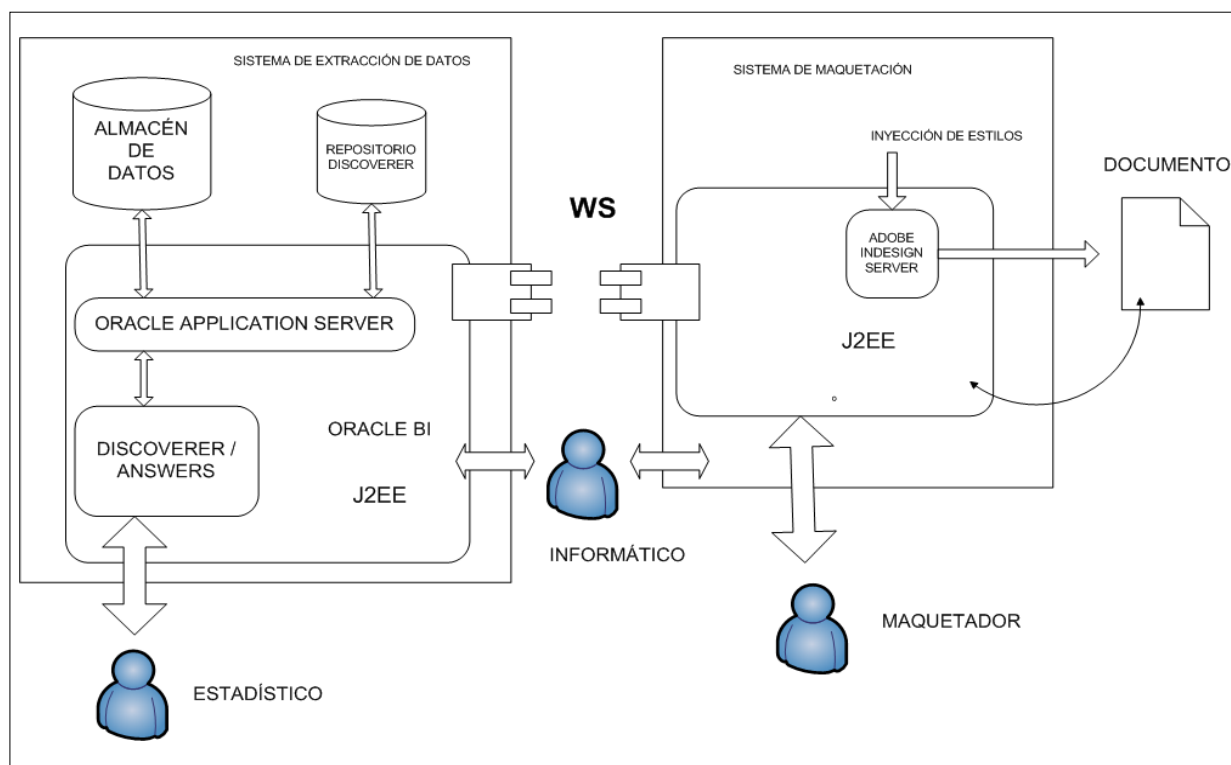 SISTEMA DE EXTRACCIÓN DE DATOS
ALMACÉN
DE
DATOS
REPOSITORIO
DISCOVERER
ORACLE APPLICATION SERVER
DISCOVERER /
ANSWERS
ORACLE BI
J2EE
ESTADÍSTICO
WS
INFORMÁTICO
SISTEMA DE MAQUETACIÓN
INYECCIÓN DE ESTILOS
ADOBE
INDESIGN
SERVER
J2EE
DOCUMENTO
MAQUETADOR